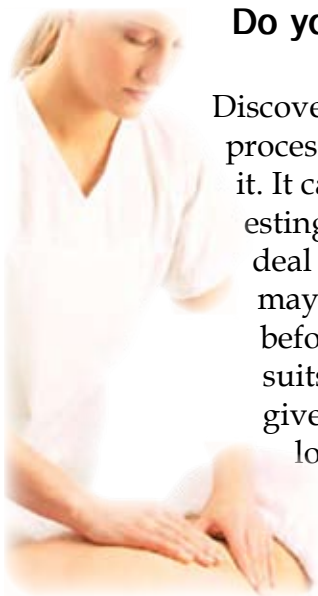 Do yo
Discove
proces
it. It ca
esting
deal
may
befo
suits
give
lo